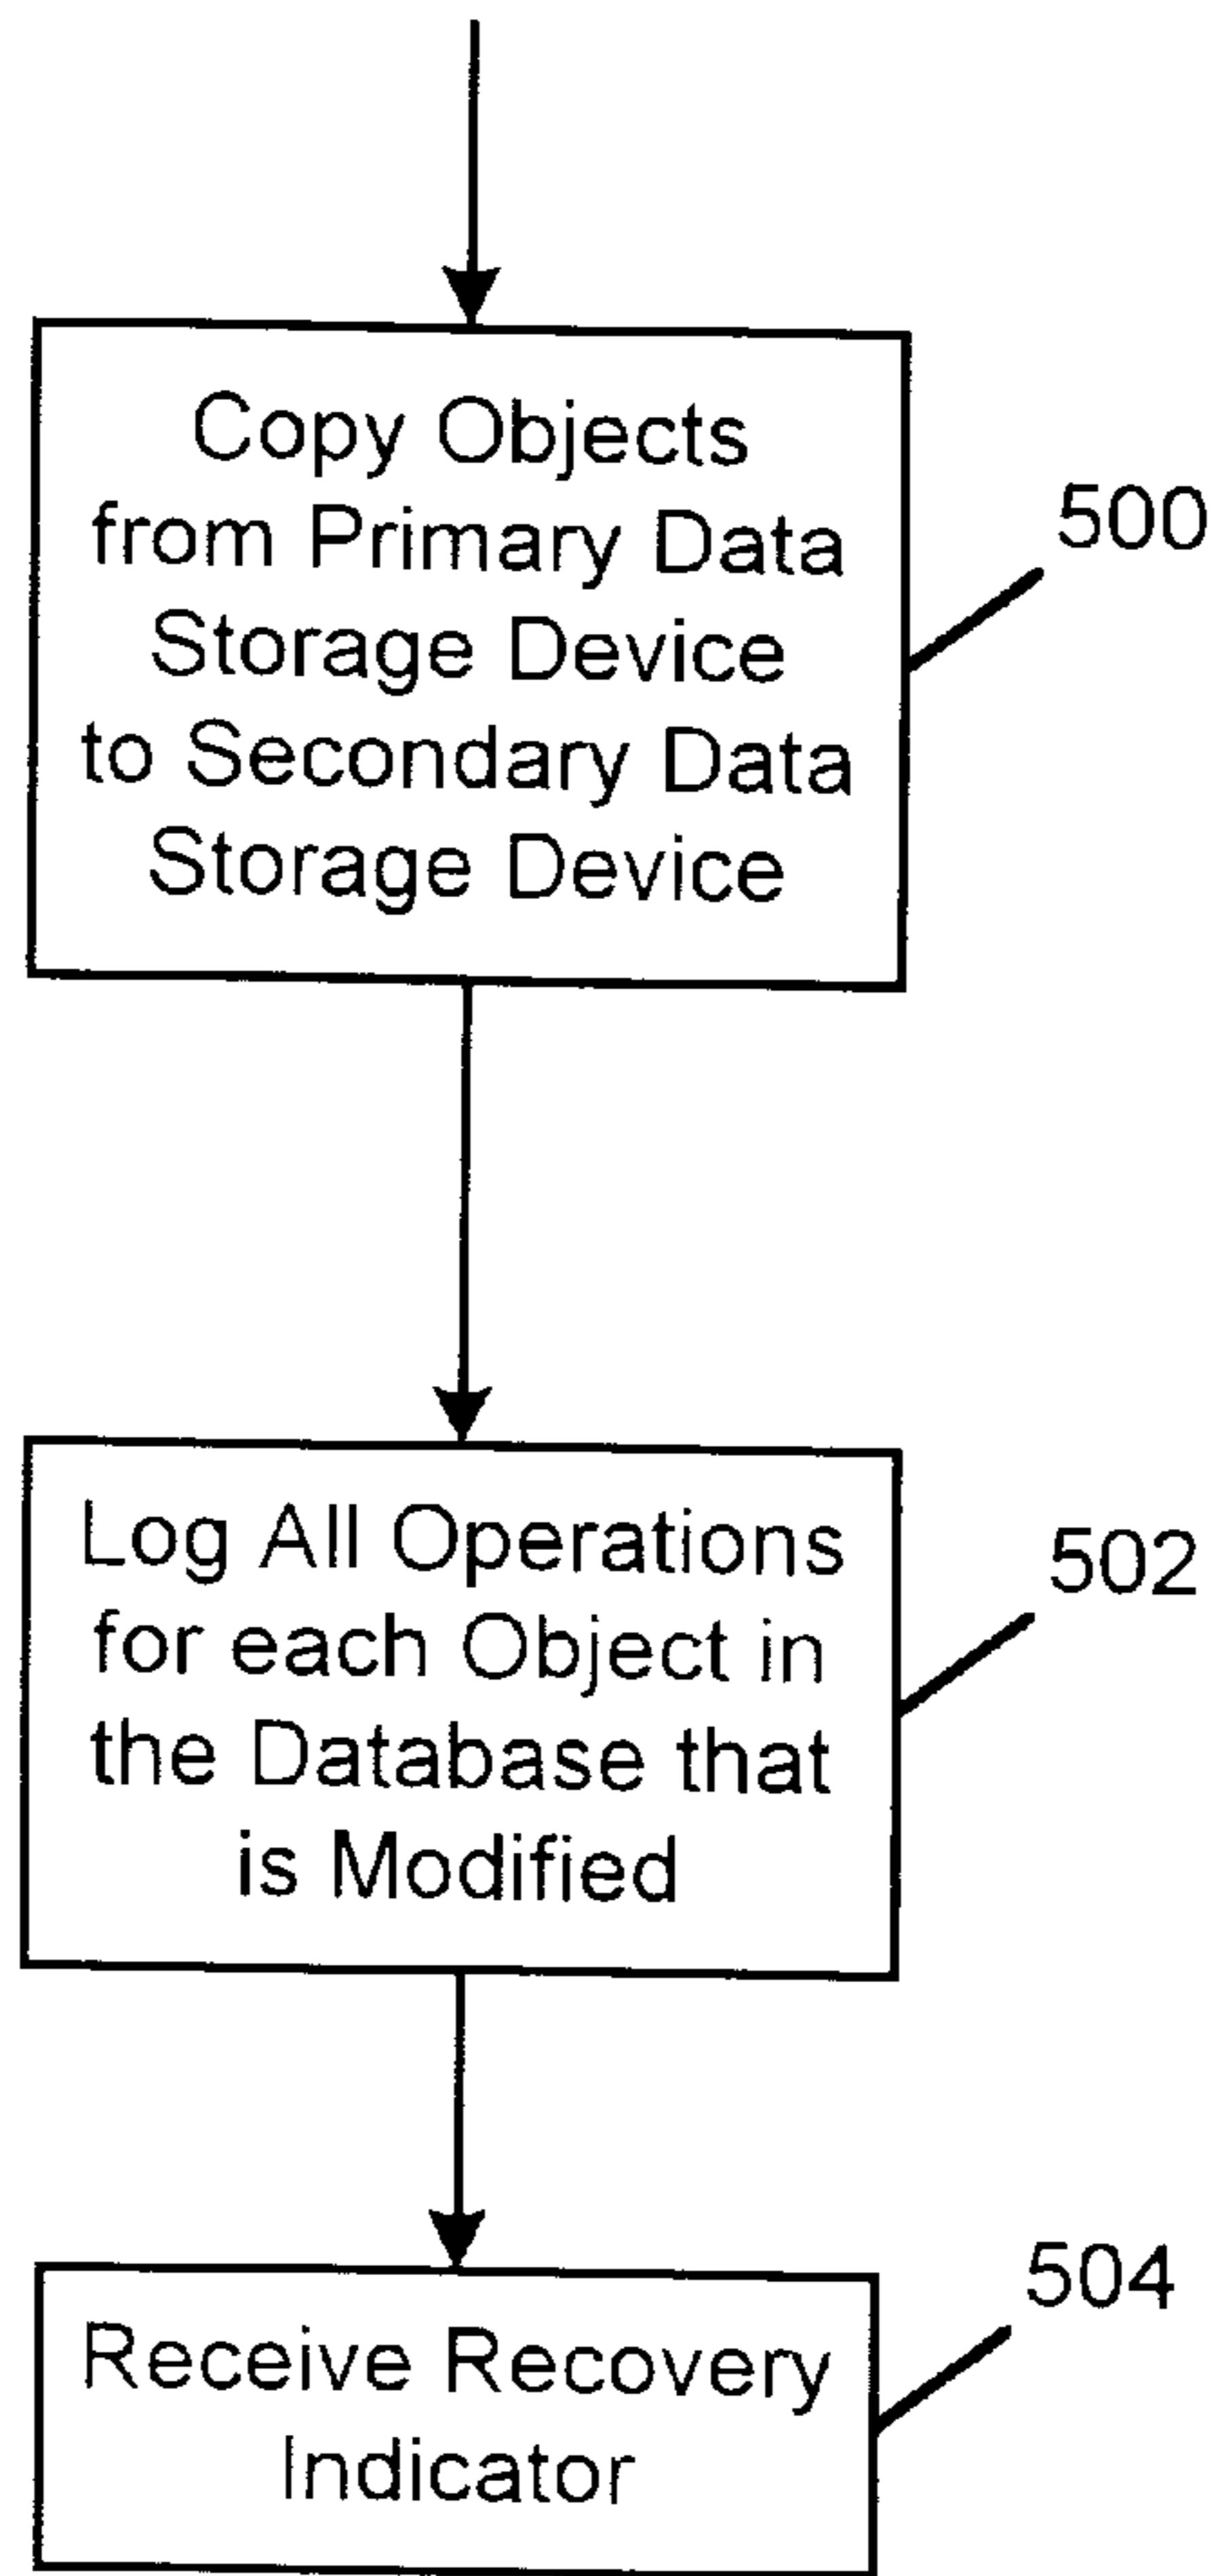 Copy Objects
from Primary Data
Storage Device
to Secondary Data
Storage Device
500
Log All Operations
for each Object in
the Database that
is Modified
502
Receive Recovery
Indicator
504